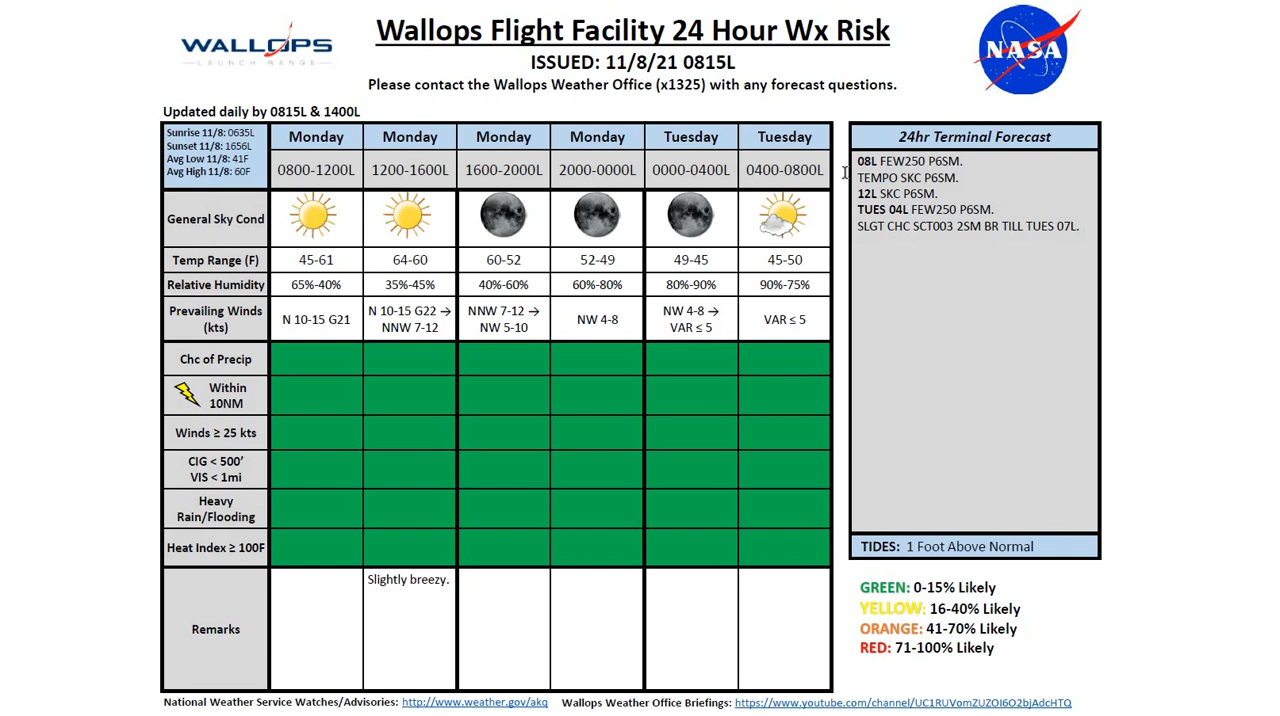 WALLOPS
LAUNCH RANGE
Wallops Flight Facility 24 Hour Wx Risk
ISSUED: 11/8/21 0815L
Please contact the Wallops Weather Office (x1325) with any forecast questions.
NASA
Updated daily by 0815L & 1400L
Sunrise 11/8: 0635L
Sunset 11/8: 1656L
Avg Low 11/8: 41F
Avg High 11/8: 60F
Monday Monday Monday Monday Tuesday Tuesday
0800-1200L 1200-1600L 1600-2000L 2000-0000L 0000-0400L 0400-0800L
General Sky Cond
Temp Range (F) 45-61 64-60 60-52 52-49 49-45 45-50
Relative Humidity 65%-40% 35%-45% 40%-60% 60%-80% 80%-90% 90%-75%
Prevailing Winds N 10-15 G21 N 10-15 G22 → NNW 7-12 → NW 4-8 NW 4-8 → VAR ≤ 5
(kts) NNW 7-12 NW 5-10 VAR ≤ 5
Chc of Precip
Within
10NM
Winds ≥ 25 kts
CIG < 500’
VIS < 1mi
Heavy
Rain/Flooding
Heat Index ≥ 100F
Remarks Slightly breezy.
24hr Terminal Forecast
08L FEW250 P6SM.
TEMPO SKC P6SM.
12L SKC P6SM.
TUES 04L FEW250 P6SM.
SLGT CHC SCT003 2SM BR TILL TUES 07L.
TIDES: 1 Foot Above Normal
GREEN: 0-15% Likely
YELLOW: 16-40% Likely
ORANGE: 41-70% Likely
RED: 71-100% Likely
National Weather Service Watches/Advisories: http://www.weather.gov/akq Wallops Weather Office Briefings: https://www.youtube.com/channel/UC1RUVomZUZOI6O2bjAdcHTQ